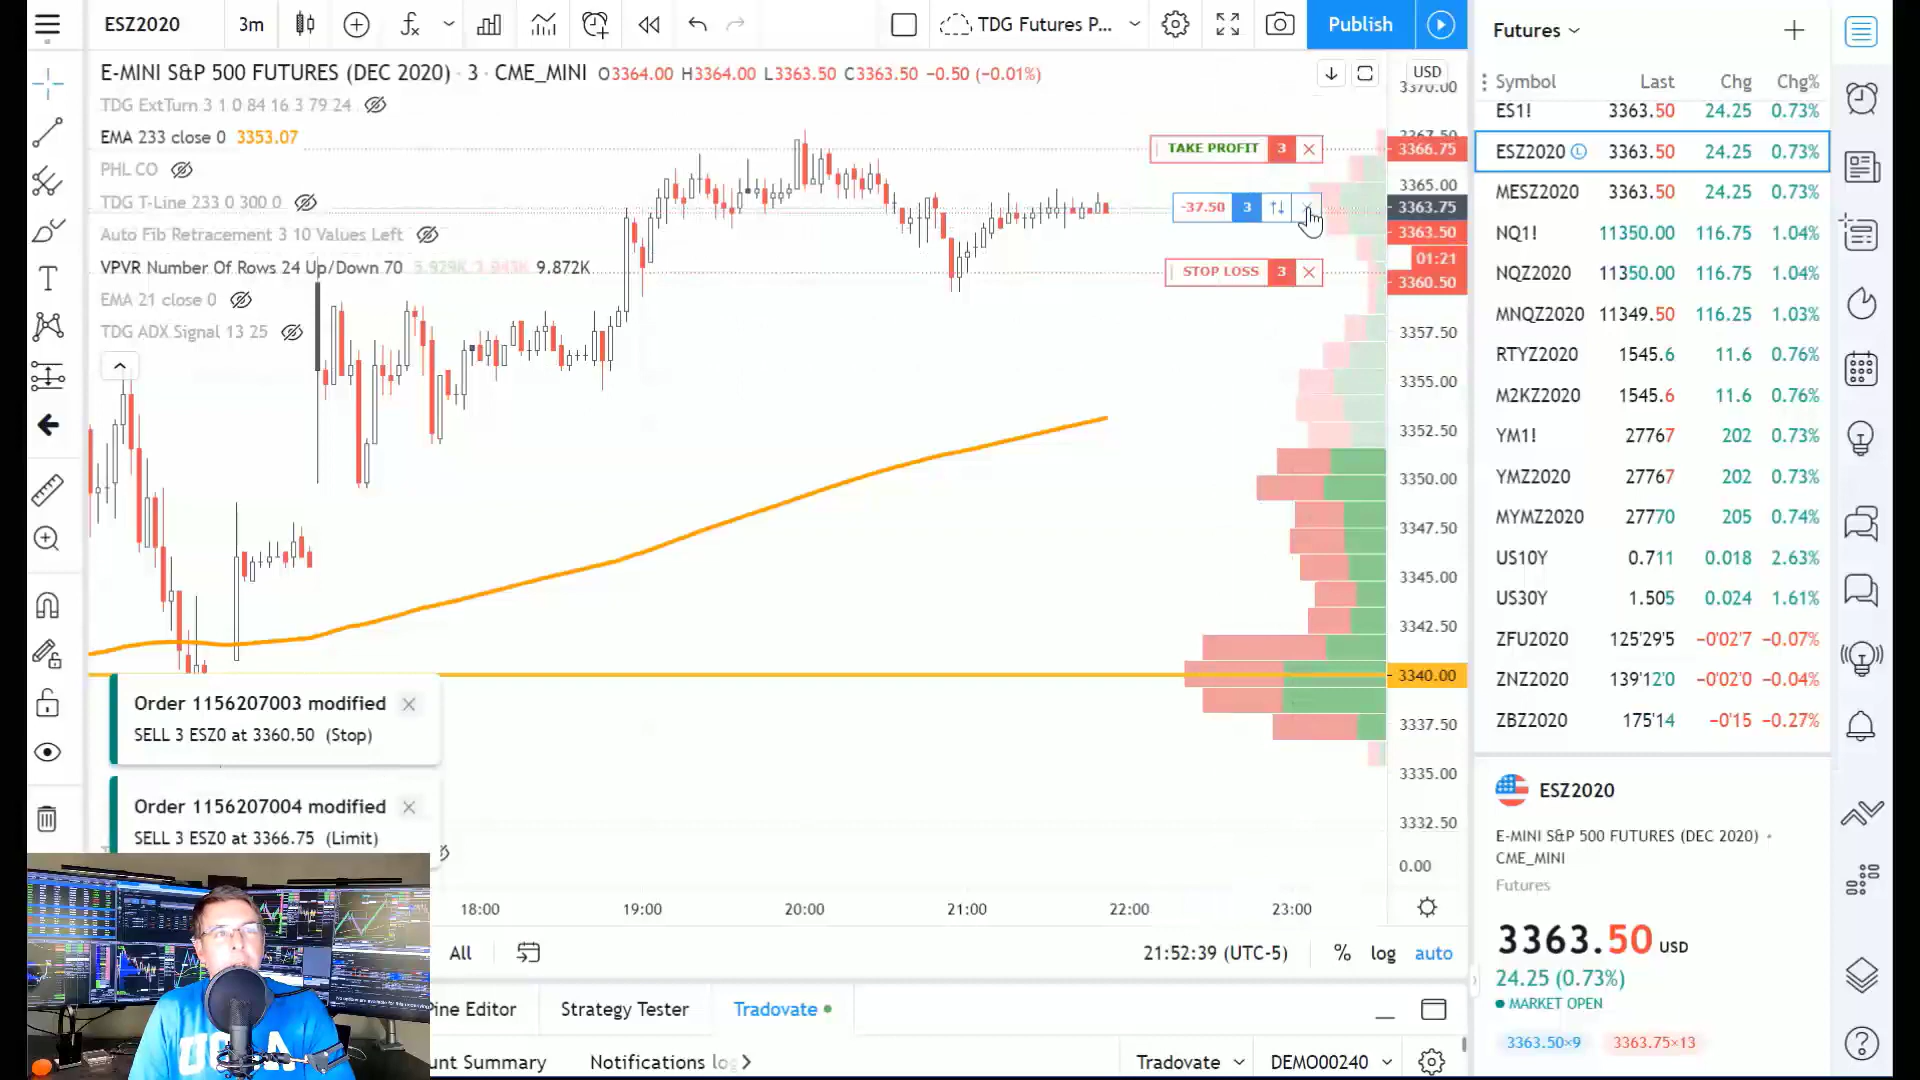 ESZ2020
3m
TDG Futures P...
Publish
E-MINI S&P 500 FUTURES (DEC 2020) · 3 · CME_MINI O3364.00 H3364.00 L3363.50 C3363.50 −0.50 (−0.01%)
TDG ExtTurn 3 1 0 84 16 3 79 24
EMA 233 close 0 3353.07
PHL CO
TDG T-Line 233 0 300 0
Auto Fib Retracement 3 10 Values Left
VPVR Number Of Rows 24 Up/Down 70 5.929K 3.943K 9.872K
EMA 21 close 0
TDG ADX Signal 13 25
TAKE PROFIT 3
-37.50 3
STOP LOSS 3
USD
3370.00
3367.50
3366.75
3365.00
3363.75
3363.50
01:21
3360.50
3357.50
3355.00
3352.50
3350.00
3347.50
3345.00
3342.50
3340.00
3337.50
3335.00
3332.50
0.00
Order 1156207003 modified
SELL 3 ESZ0 at 3360.50 (Stop)
Order 1156207004 modified
SELL 3 ESZ0 at 3366.75 (Limit)
18:00 19:00 20:00 21:00 22:00 23:00
All
21:52:39 (UTC-5) % log auto
ine Editor Strategy Tester Tradovate
unt Summary Notifications log
Tradovate DEMO00240
Futures
Symbol Last Chg Chg%
ES1! 3363.50 24.25 0.73%
ESZ2020 L 3363.50 24.25 0.73%
MESZ2020 3363.50 24.25 0.73%
NQ1! 11350.00 116.75 1.04%
NQZ2020 11350.00 116.75 1.04%
MNQZ2020 11349.50 116.25 1.03%
RTYZ2020 1545.6 11.6 0.76%
M2KZ2020 1545.6 11.6 0.76%
YM1! 27767 202 0.73%
YMZ2020 27767 202 0.73%
MYMZ2020 27770 205 0.74%
US10Y 0.711 0.018 2.63%
US30Y 1.505 0.024 1.61%
ZFU2020 125'29'5 −0'02'7 −0.07%
ZNZ2020 139'12'0 −0'02'0 −0.04%
ZBZ2020 175'14 −0'15 −0.27%
ESZ2020
E-MINI S&P 500 FUTURES (DEC 2020) •
CME_MINI
Futures
3363.50 USD
24.25 (0.73%)
MARKET OPEN
3363.50×9 3363.75×13